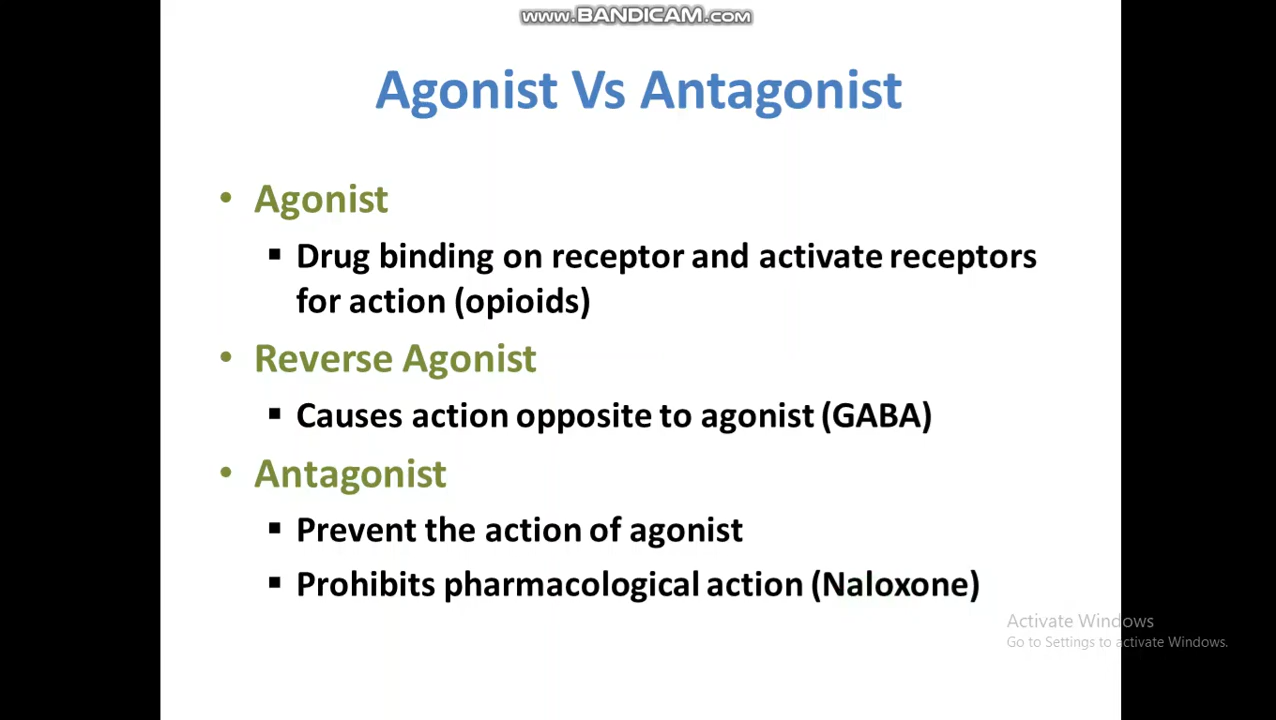 www.BANDICAM.com
Agonist Vs Antagonist
• Agonist
▪ Drug binding on receptor and activate receptors
for action (opioids)
• Reverse Agonist
▪ Causes action opposite to agonist (GABA)
• Antagonist
▪ Prevent the action of agonist
▪ Prohibits pharmacological action (Naloxone)
Activate Windows
Go to Settings to activate Windows.